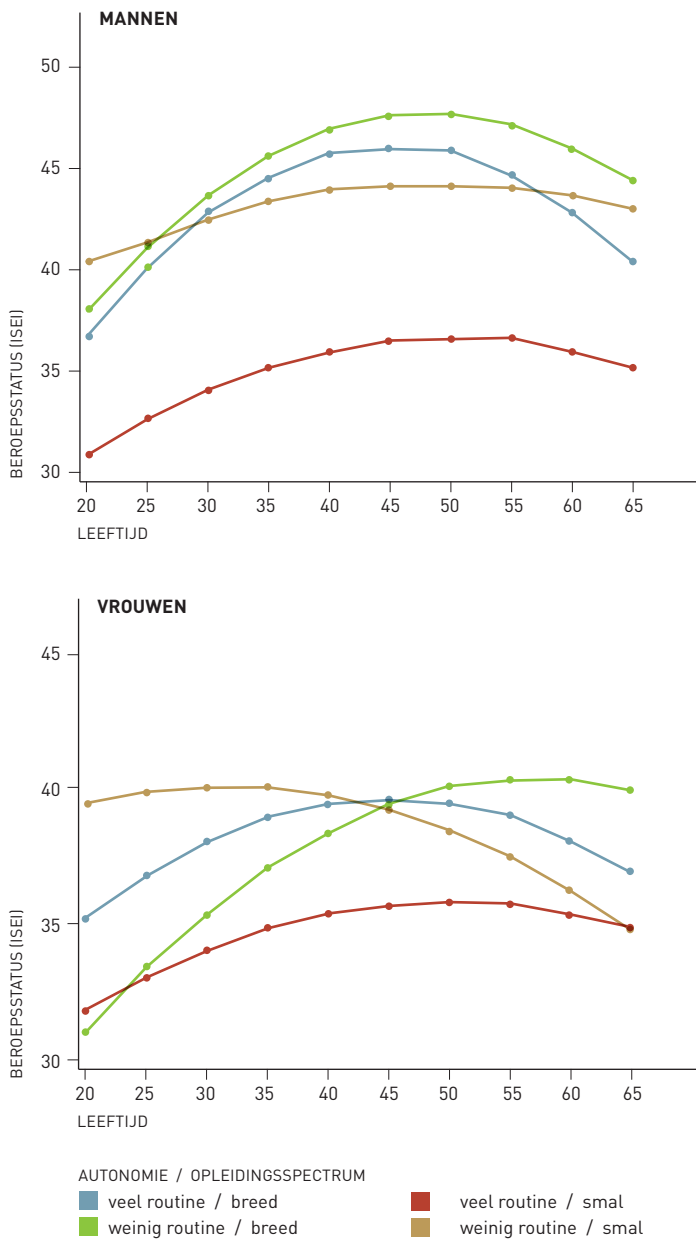 MANNEN
50
45
40
35
30
BEROEPSSTATUS (ISEI)
20 25 30 35 40 45 50 55 60 65
LEEFTIJD
VROUWEN
45
40
35
30
BEROEPSSTATUS (ISEI)
20 25 30 35 40 45 50 55 60 65
LEEFTIJD
AUTONOMIE / OPLEIDINGSSPECTRUM
veel routine / breed
veel routine / smal
weinig routine / breed
weinig routine / smal